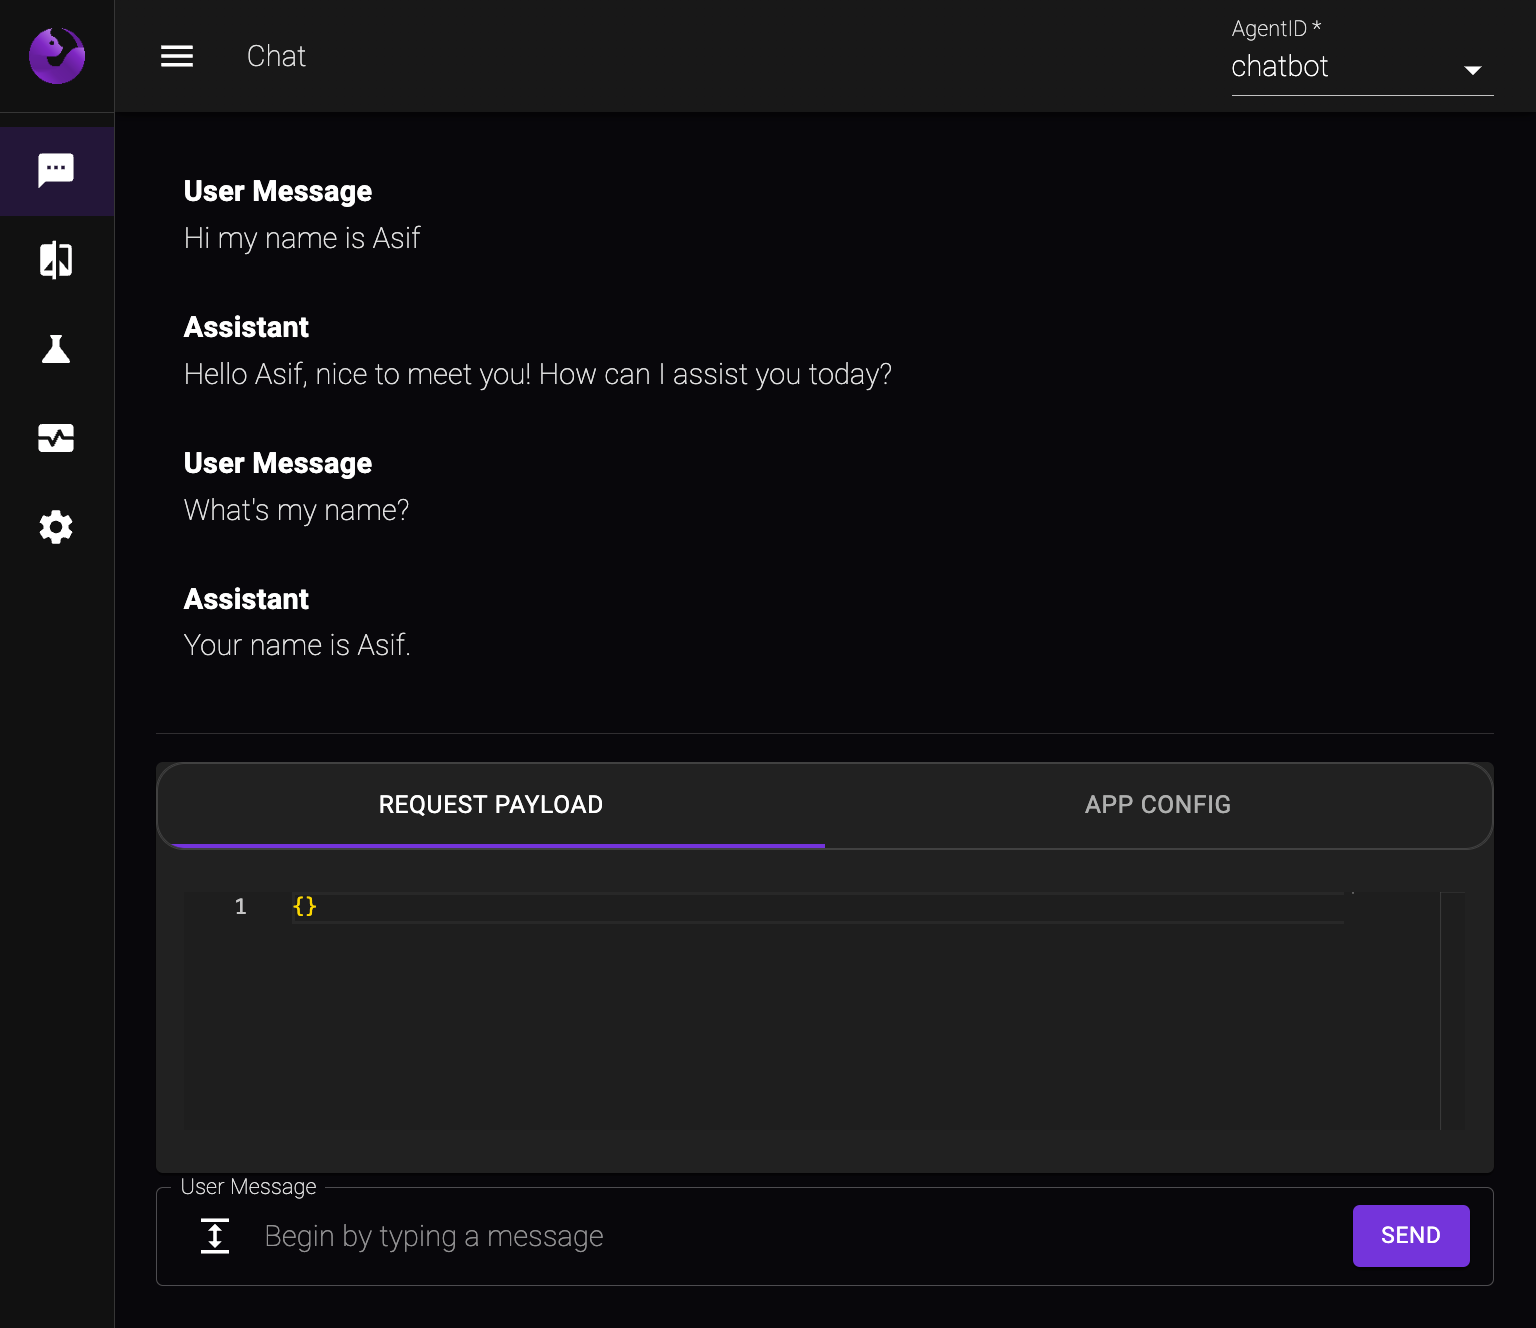 Chat
AgentID *
chatbot
User Message
Hi my name is Asif
Assistant
Hello Asif, nice to meet you! How can I assist you today?
User Message
What's my name?
Assistant
Your name is Asif.
REQUEST PAYLOAD
APP CONFIG
1 {}
User Message
Begin by typing a message
SEND